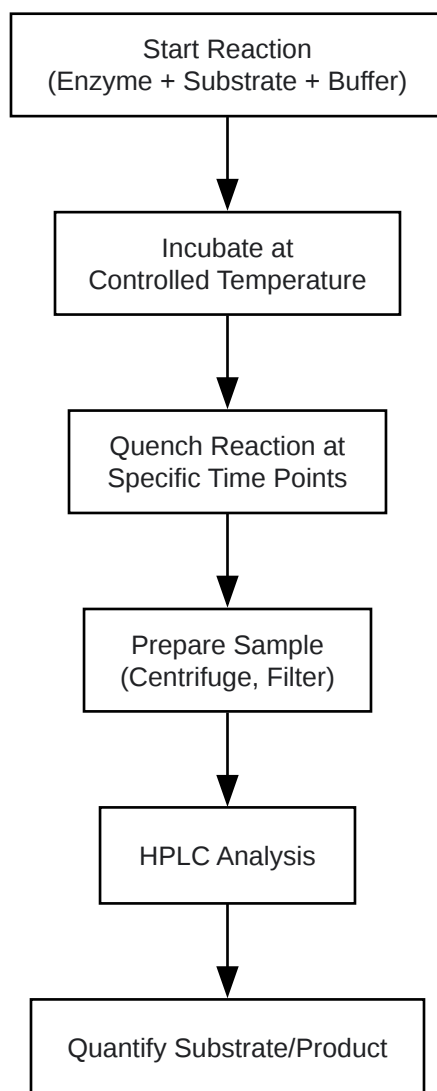 Start Reaction
(Enzyme + Substrate + Buffer)
Incubate at
Controlled Temperature
Quench Reaction at
Specific Time Points
Prepare Sample
(Centrifuge, Filter)
HPLC Analysis
Quantify Substrate/Product